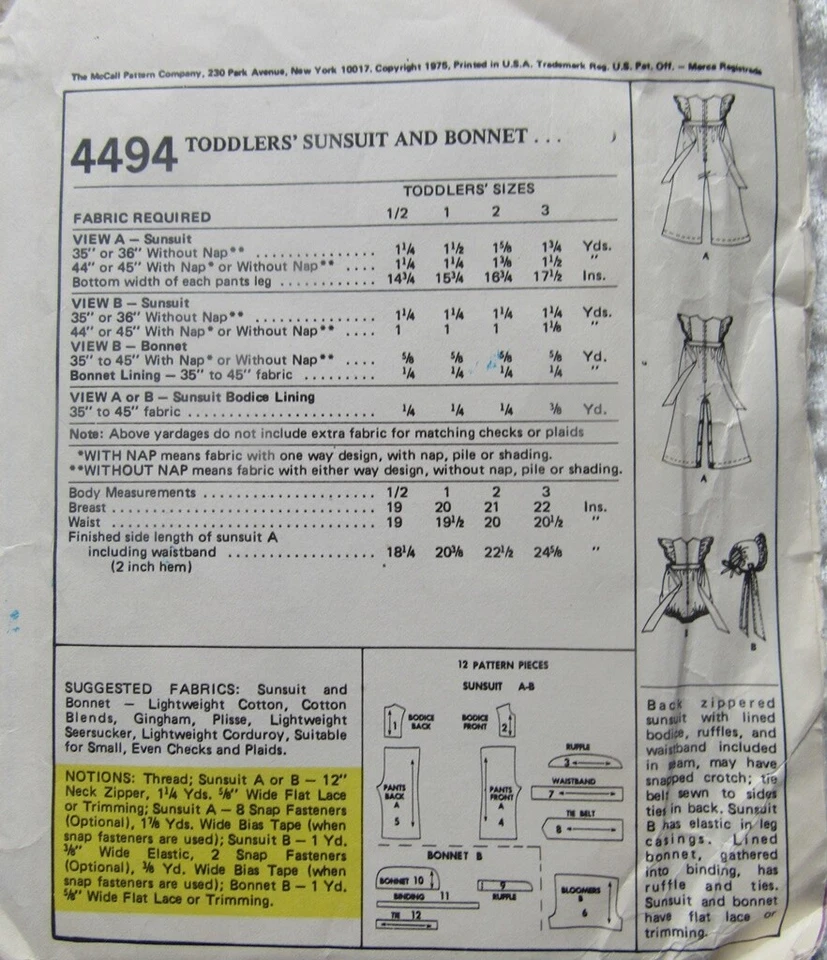 The McCall Pattern Company, 230 Park Avenue, New York 10017. Copyright 1975, Printed in U.S.A. Trademark Reg. U.S. Pat. Off. — Marca Registrada
4494 TODDLERS' SUNSUIT AND BONNET . . .
TODDLERS' SIZES
FABRIC REQUIRED 1/2 1 2 3
VIEW A — Sunsuit
35" or 36" Without Nap** 1¼ 1½ 1⅝ 1¾ Yds.
44" or 45" With Nap* or Without Nap** 1¼ 1¼ 1⅜ 1½ "
Bottom width of each pants leg 14¾ 15¾ 16¾ 17½ Ins.
VIEW B — Sunsuit
35" or 36" Without Nap** 1¼ 1¼ 1¼ 1¼ Yds.
44" or 45" With Nap* or Without Nap** 1 1 1 1⅛ "
VIEW B — Bonnet
35" to 45" With Nap* or Without Nap** ⅝ ⅝ ⅝ ⅝ Yd.
Bonnet Lining — 35" to 45" fabric ¼ ¼ ¼ ¼ "
VIEW A or B — Sunsuit Bodice Lining
35" to 45" fabric ¼ ¼ ¼ ⅜ Yd.
Note: Above yardages do not include extra fabric for matching checks or plaids
*WITH NAP means fabric with one way design, with nap, pile or shading.
**WITHOUT NAP means fabric with either way design, without nap, pile or shading.
Body Measurements 1/2 1 2 3
Breast 19 20 21 22 Ins.
Waist 19 19½ 20 20½ "
Finished side length of sunsuit A
including waistband 18¼ 20⅜ 22½ 24⅝ "
(2 inch hem)
A
A
B
SUGGESTED FABRICS: Sunsuit and
Bonnet — Lightweight Cotton, Cotton
Blends, Gingham, Plisse, Lightweight
Seersucker, Lightweight Corduroy, Suitable
for Small, Even Checks and Plaids.
NOTIONS: Thread; Sunsuit A or B — 12"
Neck Zipper, 1¼ Yds. ⅝" Wide Flat Lace
or Trimming; Sunsuit A — 8 Snap Fasteners
(Optional), 1⅞ Yds. Wide Bias Tape (when
snap fasteners are used); Sunsuit B — 1 Yd.
⅜" Wide Elastic, 2 Snap Fasteners
(Optional), ⅜ Yd. Wide Bias Tape (when
snap fasteners are used); Bonnet B — 1 Yd.
⅝" Wide Flat Lace or Trimming.
12 PATTERN PIECES
SUNSUIT A-B
1 BODICE BACK
BODICE FRONT 2
PANTS BACK A 5
PANTS FRONT A 4
RUFFLE 3
WAISTBAND 7
TIE BELT 8
BONNET B
BONNET 10
BINDING 11
TIE 12
9 RUFFLE
BLOOMERS B 6
Back zippered
sunsuit with lined
bodice, ruffles, and
waistband included
in seam, may have
snapped crotch; tie
belt sewn to sides
ties in back. Sunsuit
B has elastic in leg
casings. Lined
bonnet, gathered
into binding, has
ruffle and ties.
Sunsuit and bonnet
have flat lace or
trimming.